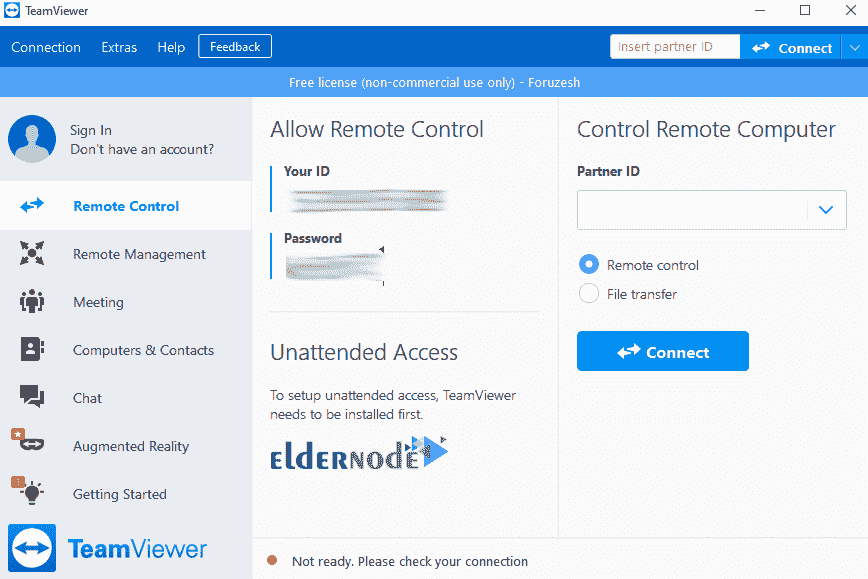 TeamViewer
Connection Extras Help Feedback
Insert partner ID Connect
Free license (non-commercial use only) - Foruzesh
Sign In
Don't have an account?
Remote Control
Remote Management
Meeting
Computers & Contacts
Chat
Augmented Reality
Getting Started
TeamViewer
Allow Remote Control
Your ID
Password
Unattended Access
To setup unattended access, TeamViewer
needs to be installed first.
eldernode
Control Remote Computer
Partner ID
Remote control
File transfer
Connect
Not ready. Please check your connection